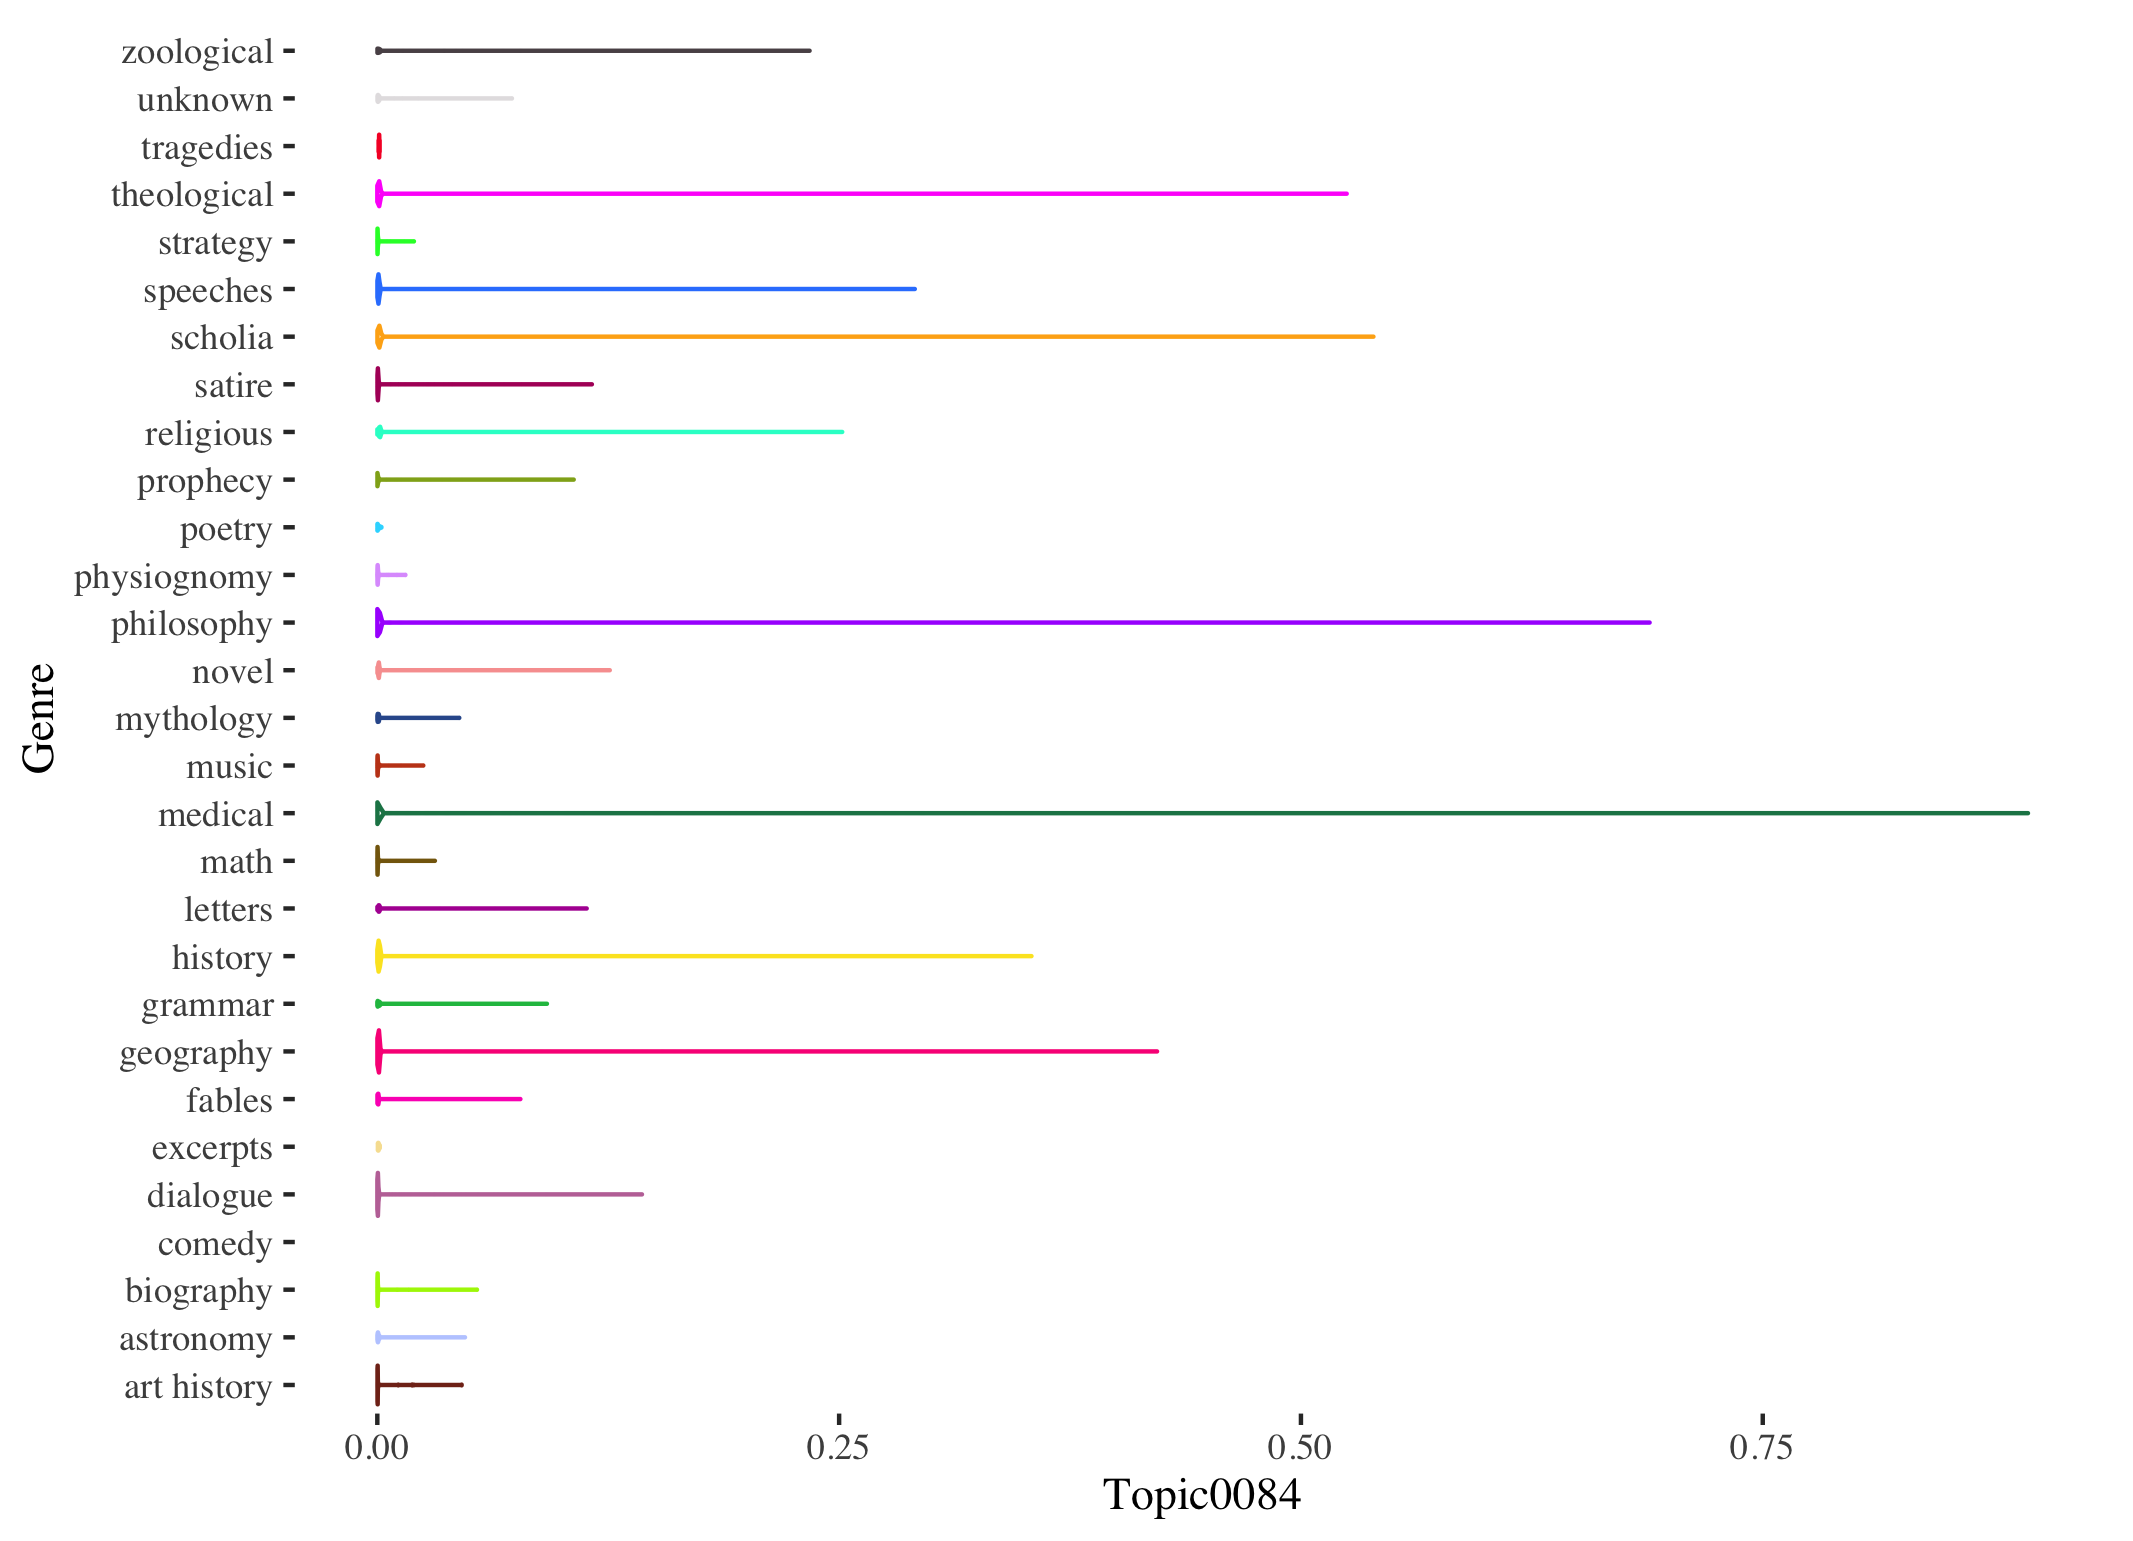 zoological
unknown
tragedies
theological
strategy
speeches
scholia
satire
religious
prophecy
poetry
physiognomy
philosophy
novel
mythology
music
medical
math
letters
history
grammar
geography
fables
excerpts
dialogue
comedy
biography
astronomy
art history
Genre
0.00 0.25 0.50 0.75
Topic0084